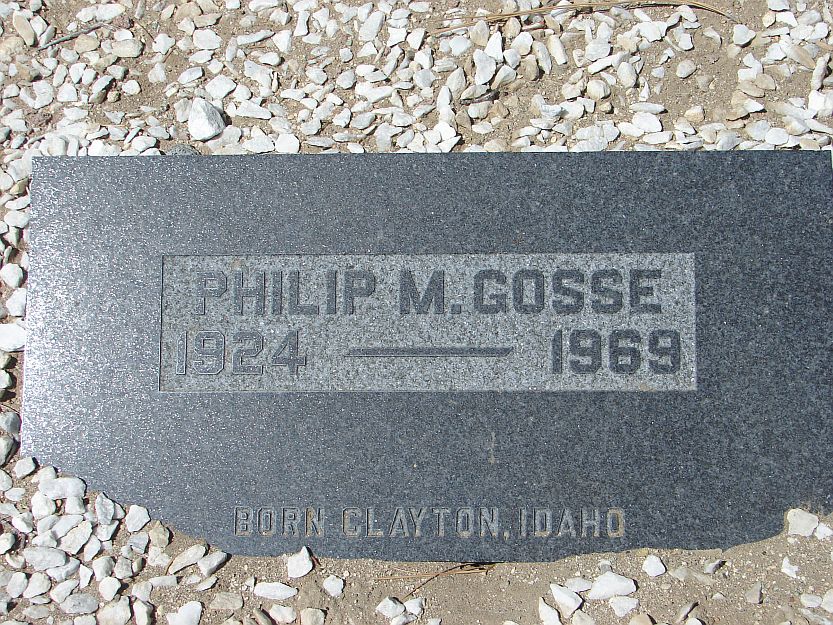 PHILIP M. GOSSE
1924 — 1969
BORN CLAYTON, IDAHO